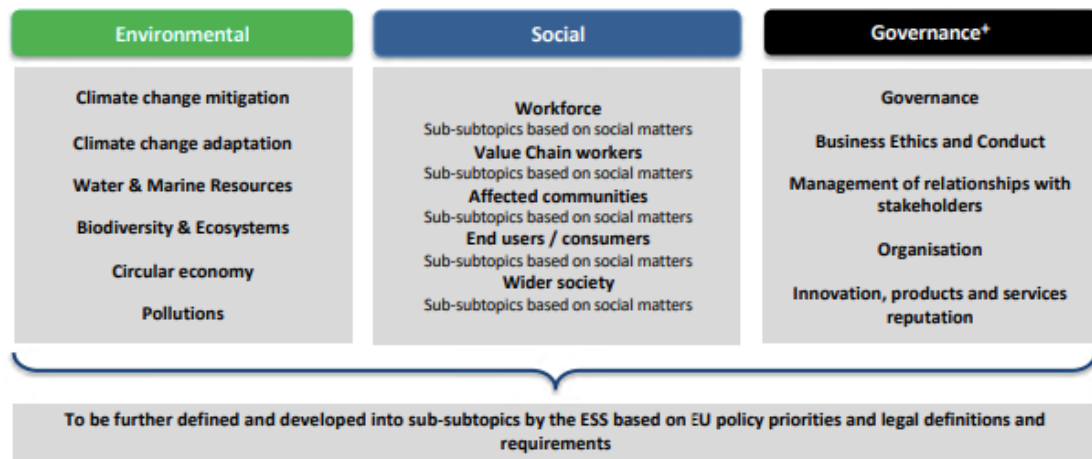 Environmental
Climate change mitigation
Climate change adaptation
Water & Marine Resources
Biodiversity & Ecosystems
Circular economy
Pollutions
Social
Workforce
Sub-subtopics based on social matters
Value Chain workers
Sub-subtopics based on social matters
Affected communities
Sub-subtopics based on social matters
End users / consumers
Sub-subtopics based on social matters
Wider society
Sub-subtopics based on social matters
Governance+
Governance
Business Ethics and Conduct
Management of relationships with
stakeholders
Organisation
Innovation, products and services
reputation
To be further defined and developed into sub-subtopics by the ESS based on EU policy priorities and legal definitions and
requirements